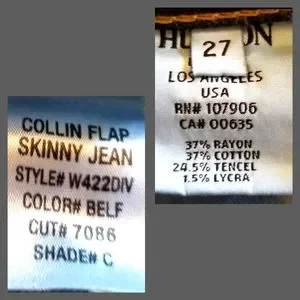 COLLIN FLAP
SKINNY JEAN
STYLE# W422DIV
COLOR# BELF
CUT# 7086
SHADE# C
27
LOS ANGELES
USA
RN# 107906
CA# 00635
37% RAYON
37% COTTON
24.5% TENCEL
1.5% LYCRA